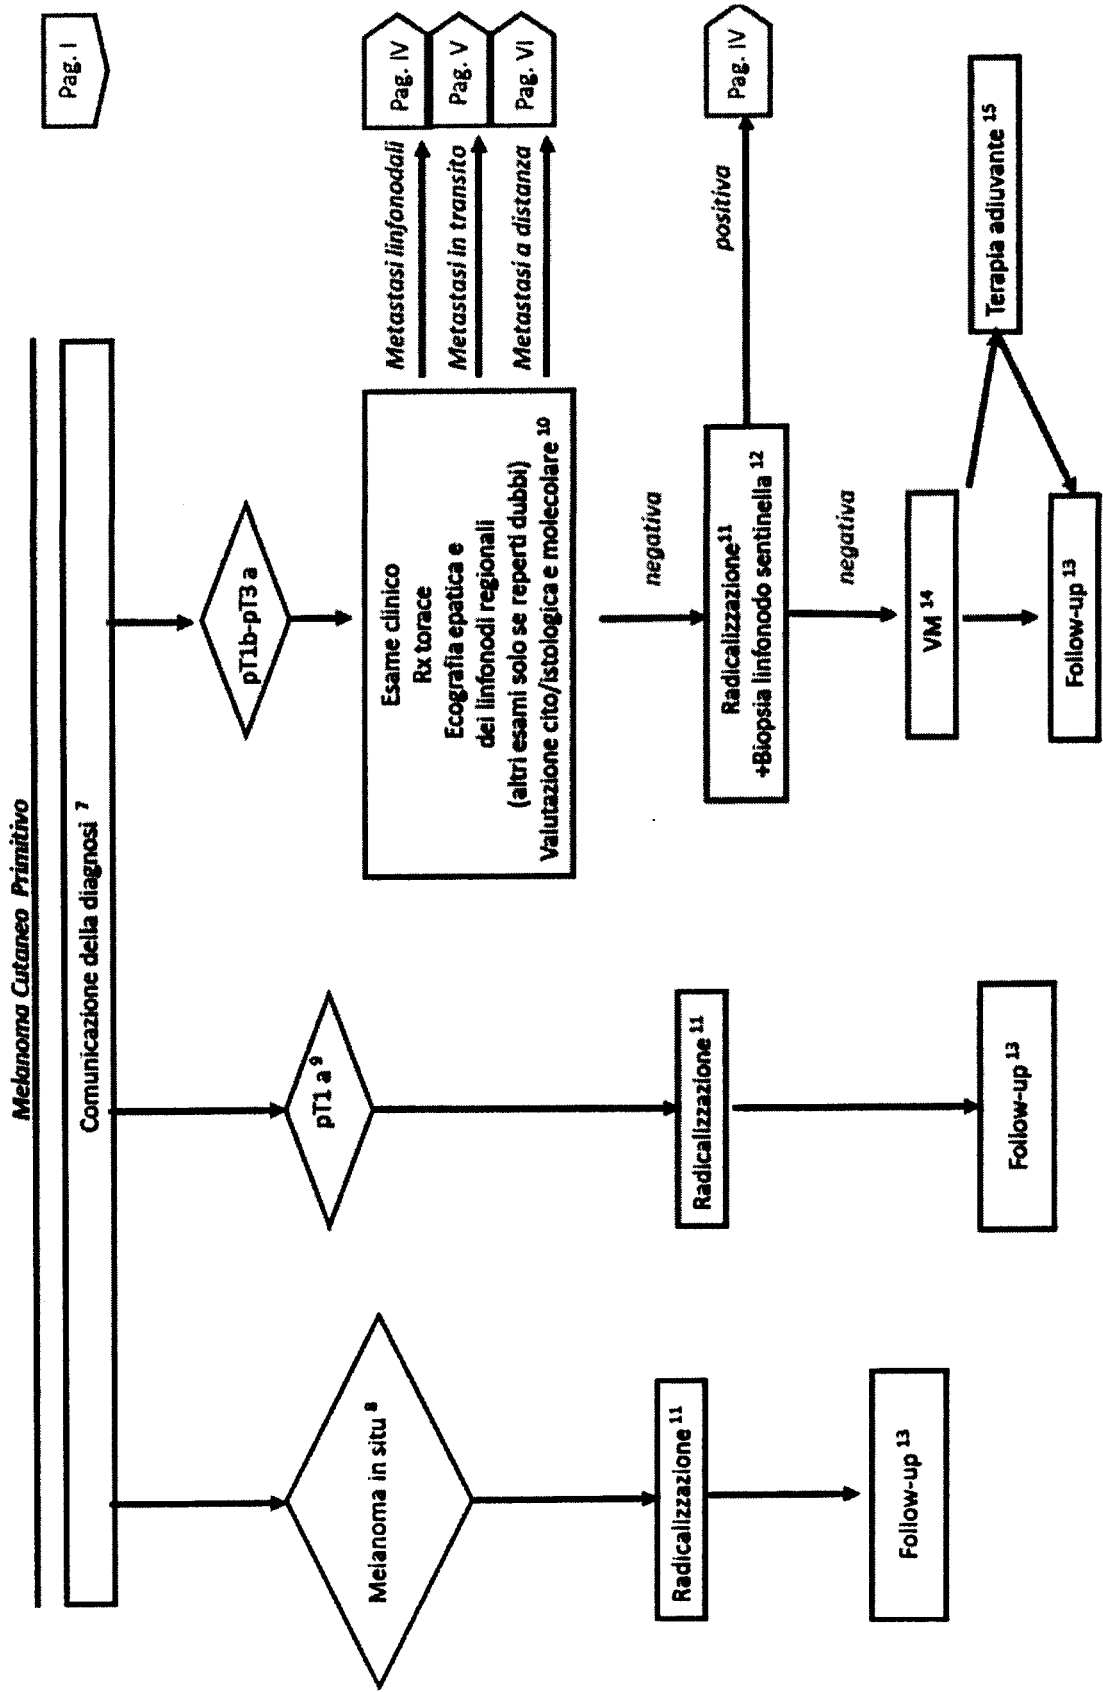 Melanoma Cutaneo Primitivo
Pag. I
Comunicazione della diagnosi 7
Melanoma in situ 8
pT1 a 9
pT1b-pT3 a
Esame clinico
Rx torace
Ecografia epatica e
dei linfonodi regionali
(altri esami solo se reperti dubbi)
Valutazione cito/istologica e molecolare 10
Metastasi linfonodali
Pag. IV
Metastasi in transito
Pag. V
Metastasi a distanza
Pag. VI
negativa
Radicalizzazione 11
Radicalizzazione 11
Radicalizzazione 11
+Biopsia linfonodo sentinella 12
positiva
Pag. IV
negativa
VM 14
Terapia adiuvante 15
Follow-up 13
Follow-up 13
Follow-up 13